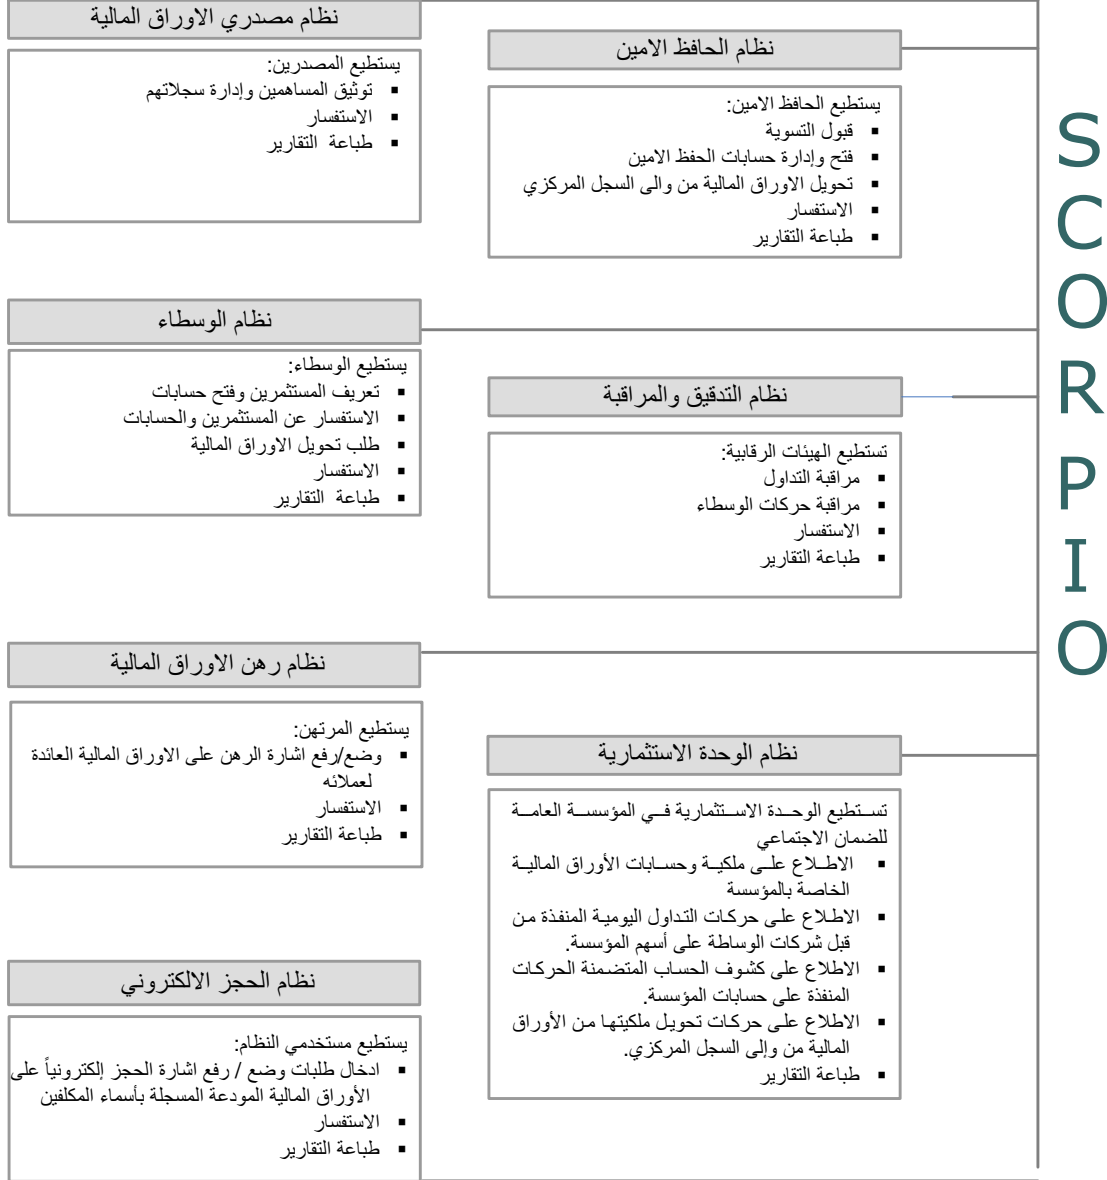 نظام مصدري الاوراق المالية
يستطيع المصدرين:
▪ توثيق المساهمين وإدارة سجلاتهم
▪ الاستفسار
▪ طباعة التقارير
نظام الحافظ الامين
يستطيع الحافظ الامين:
▪ قبول التسوية
▪ فتح وإدارة حسابات الحفظ الامين
▪ تحويل الاوراق المالية من والى السجل المركزي
▪ الاستفسار
▪ طباعة التقارير
نظام الوسطاء
يستطيع الوسطاء:
▪ تعريف المستثمرين وفتح حسابات
▪ الاستفسار عن المستثمرين والحسابات
▪ طلب تحويل الاوراق المالية
▪ الاستفسار
▪ طباعة التقارير
نظام التدقيق والمراقبة
تستطيع الهيئات الرقابية:
▪ مراقبة التداول
▪ مراقبة حركات الوسطاء
▪ الاستفسار
▪ طباعة التقارير
نظام رهن الاوراق المالية
يستطيع المرتهن:
▪ وضع/رفع اشارة الرهن على الاوراق المالية العائدة
لعملائه
▪ الاستفسار
▪ طباعة التقارير
نظام الوحدة الاستثمارية
تستطيع الوحدة الاستثمارية في المؤسسة العامة
للضمان الاجتماعي
▪ الاطلاع على ملكية وحسابات الأوراق المالية
الخاصة بالمؤسسة
▪ الاطلاع على حركات التداول اليومية المنفذة من
قبل شركات الوساطة على أسهم المؤسسة.
▪ الاطلاع على كشوف الحساب المتضمنة الحركات
المنفذة على حسابات المؤسسة.
▪ الاطلاع على حركات تحويل ملكيتها من الأوراق
المالية من وإلى السجل المركزي.
▪ طباعة التقارير
نظام الحجز الالكتروني
يستطيع مستخدمي النظام:
▪ ادخال طلبات وضع / رفع اشارة الحجز إلكترونياً على
الأوراق المالية المودعة المسجلة بأسماء المكلفين
▪ الاستفسار
▪ طباعة التقارير
S
C
O
R
P
I
O